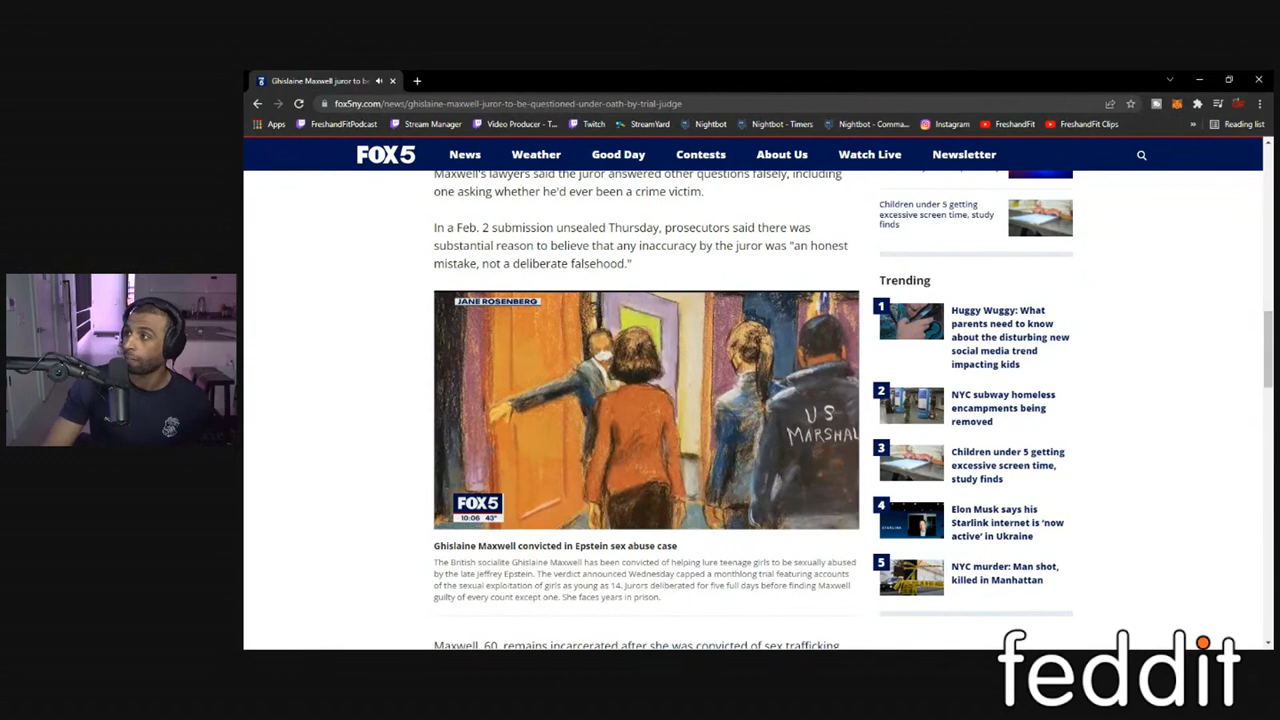 Ghislaine Maxwell juror to be
fox5ny.com/news/ghislaine-maxwell-juror-to-be-questioned-under-oath-by-trial-judge
Apps FreshandFitPodcast Stream Manager Video Producer - T... Twitch StreamYard Nightbot Nightbot - Timers Nightbot - Comma... Instagram FreshandFit FreshandFit Clips » Reading list
FOX 5 News Weather Good Day Contests About Us Watch Live Newsletter
Maxwell's lawyers said the juror answered other questions falsely, including
one asking whether he'd ever been a crime victim.
In a Feb. 2 submission unsealed Thursday, prosecutors said there was
substantial reason to believe that any inaccuracy by the juror was "an honest
mistake, not a deliberate falsehood."
JANE ROSENBERG
US
MARSHAL
FOX 5
10:06 43°
Ghislaine Maxwell convicted in Epstein sex abuse case
The British socialite Ghislaine Maxwell has been convicted of helping lure teenage girls to be sexually abused
by the late Jeffrey Epstein. The verdict announced Wednesday capped a monthlong trial featuring accounts
of the sexual exploitation of girls as young as 14. Jurors deliberated for five full days before finding Maxwell
guilty of every count except one. She faces years in prison.
Maxwell, 60, remains incarcerated after she was convicted of sex trafficking
Children under 5 getting
excessive screen time, study
finds
Trending
1
Huggy Wuggy: What
parents need to know
about the disturbing new
social media trend
impacting kids
2
NYC subway homeless
encampments being
removed
3
Children under 5 getting
excessive screen time,
study finds
4
Elon Musk says his
Starlink internet is 'now
active' in Ukraine
5
NYC murder: Man shot,
killed in Manhattan
feddit